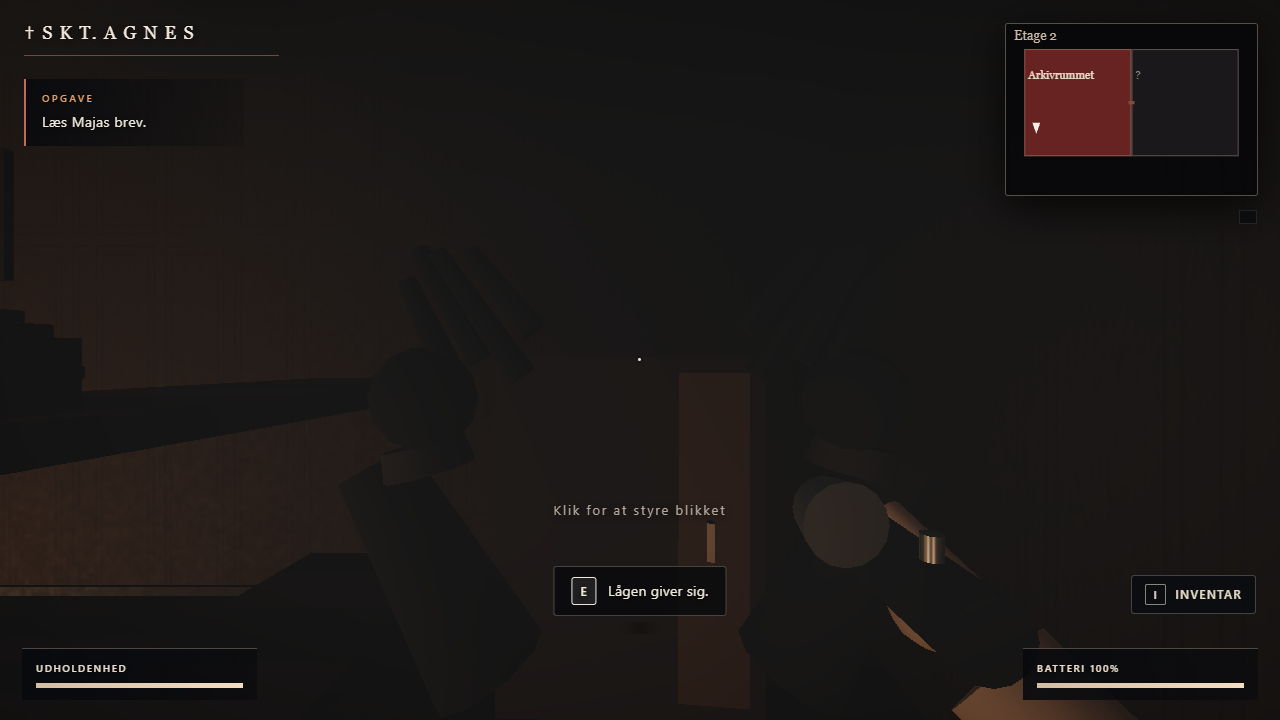 † SKT. AGNES
OPGAVE
Læs Majas brev.
Etage 2
Arkivrummet
?
Klik for at styre blikket
E Lågen giver sig.
I INVENTAR
UDHOLDENHED
BATTERI 100%